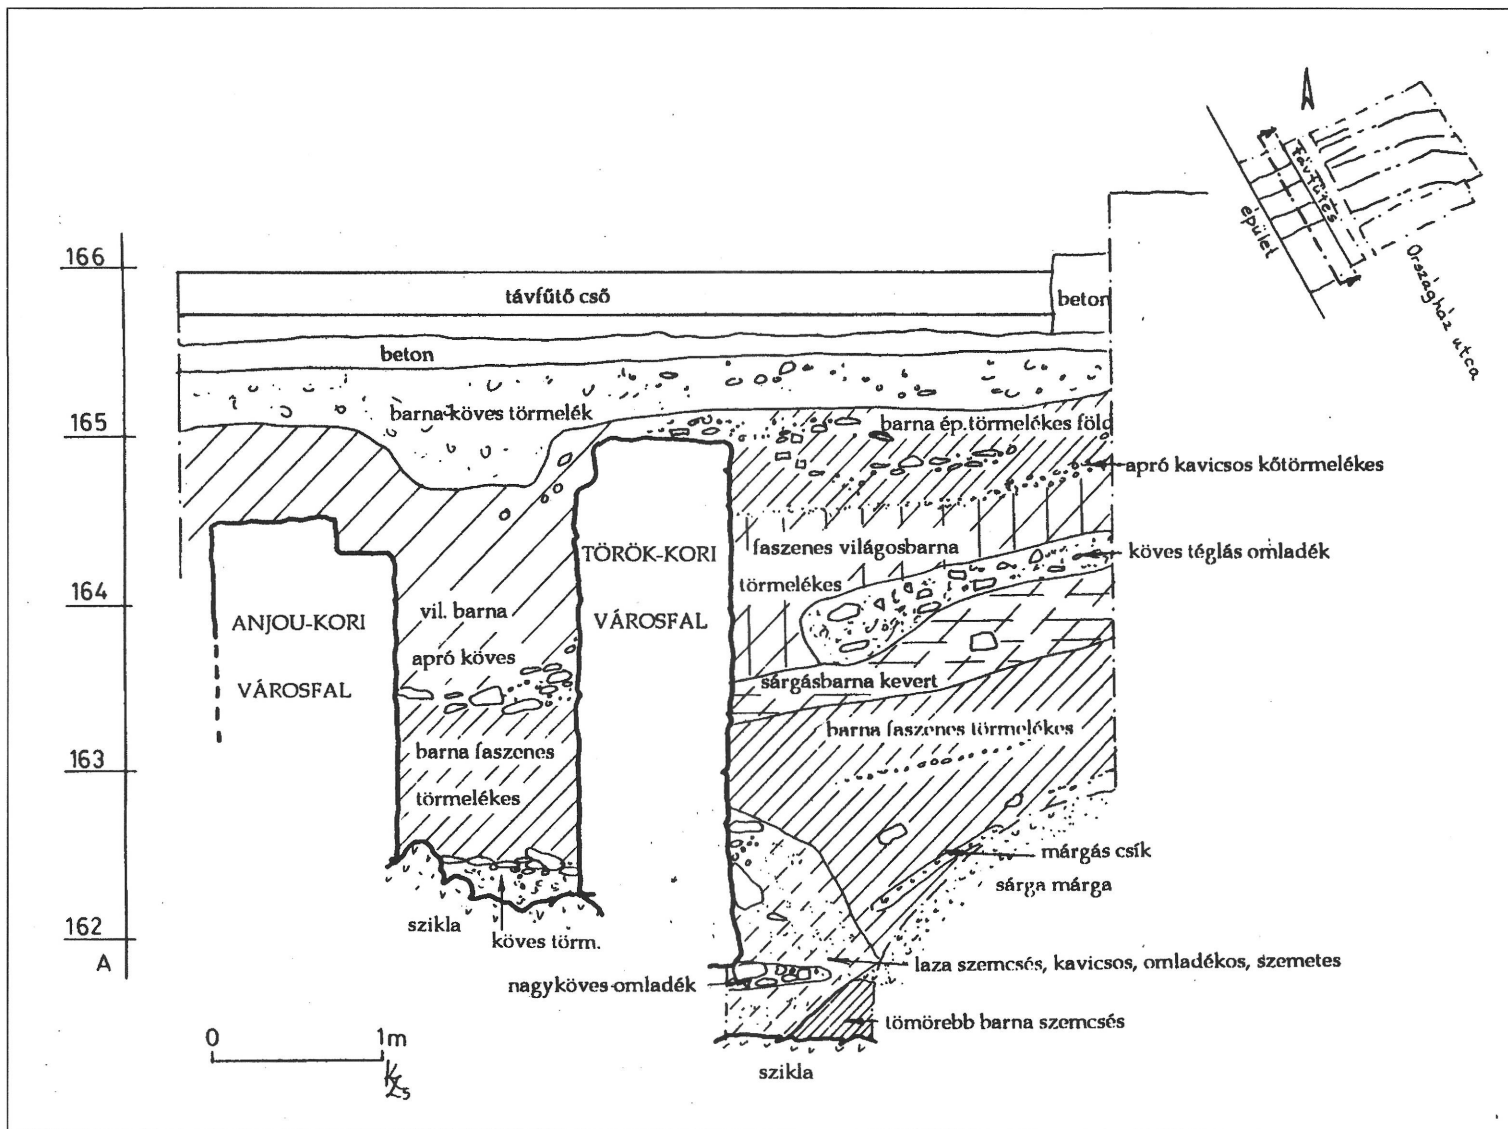 távfűtés
épület
Országház utca
166
távfűtő cső
beton
beton
barna köves törmelék
165
barna ép.törmelékes föld
apró kavicsos kőtörmelékes
TÖRÖK-KORI
VÁROSFAL
faszenes világosbarna
törmelékes
köves téglás omladék
164
ANJOU-KORI
VÁROSFAL
vil. barna
apró köves
sárgásbarna kevert
barna faszenes
törmelékes
barna faszenes törmelékes
163
márgás csík
sárga márga
162
A
szikla
köves törm.
laza szemcsés, kavicsos, omladékos, szemetes
nagyköves omladék
tömörebb barna szemcsés
szikla
0 1m